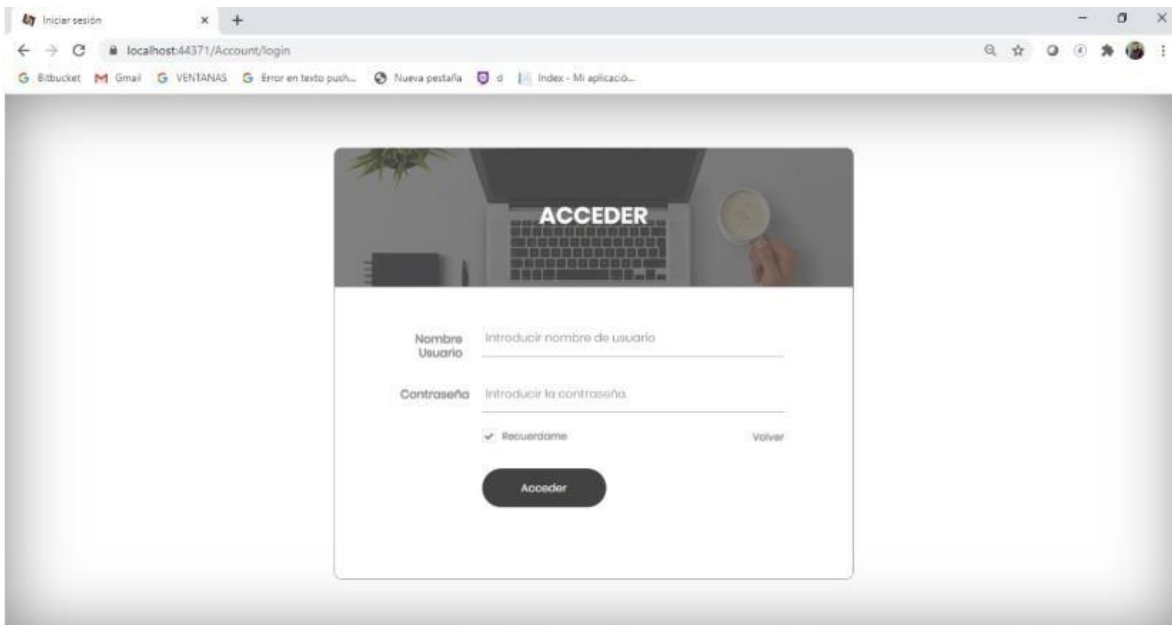 Iniciar sesión
localhost:44371/Account/login
Bitbucket Gmail VENTANAS Error en texto push... Nueva pestaña d Index - Mi aplicació...
ACCEDER
Nombre Usuario
Introducir nombre de usuario
Contraseña
Introducir la contraseña
Recuerdame
Volver
Acceder